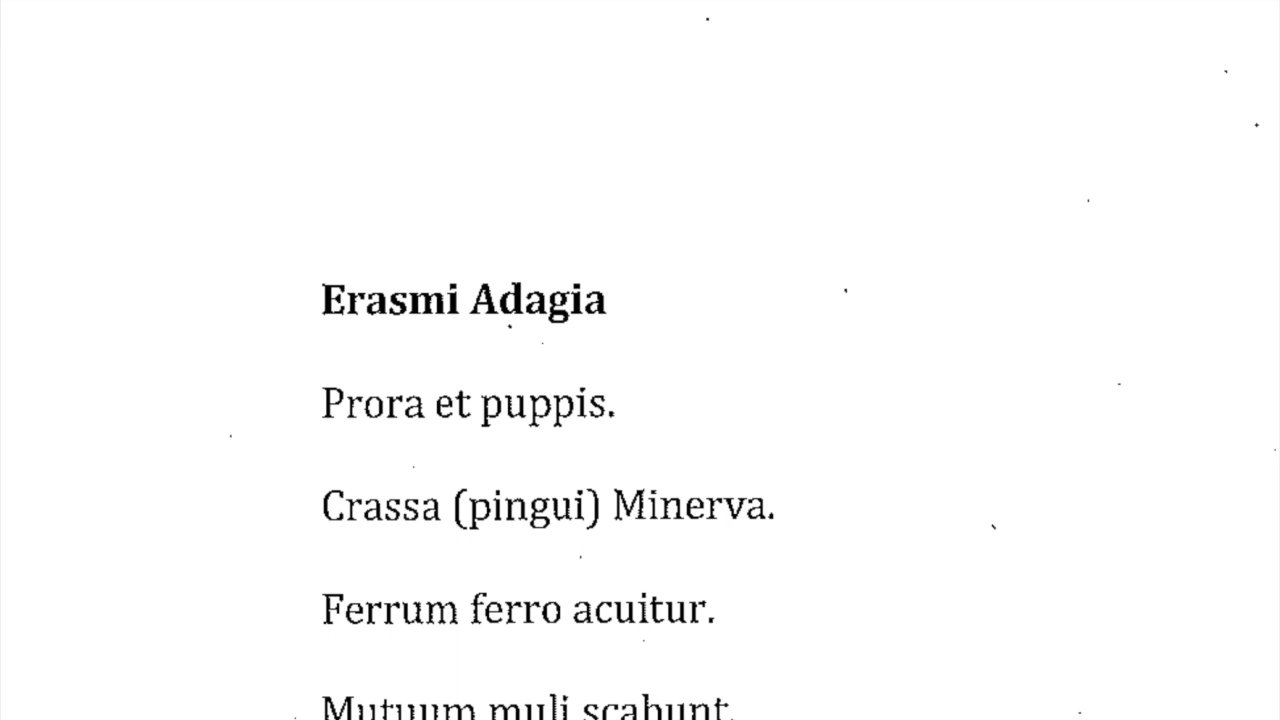 Erasmi Adagia
Prora et puppis.
Crassa (pingui) Minerva.
Ferrum ferro acuitur.
Mutuum muli scabunt.